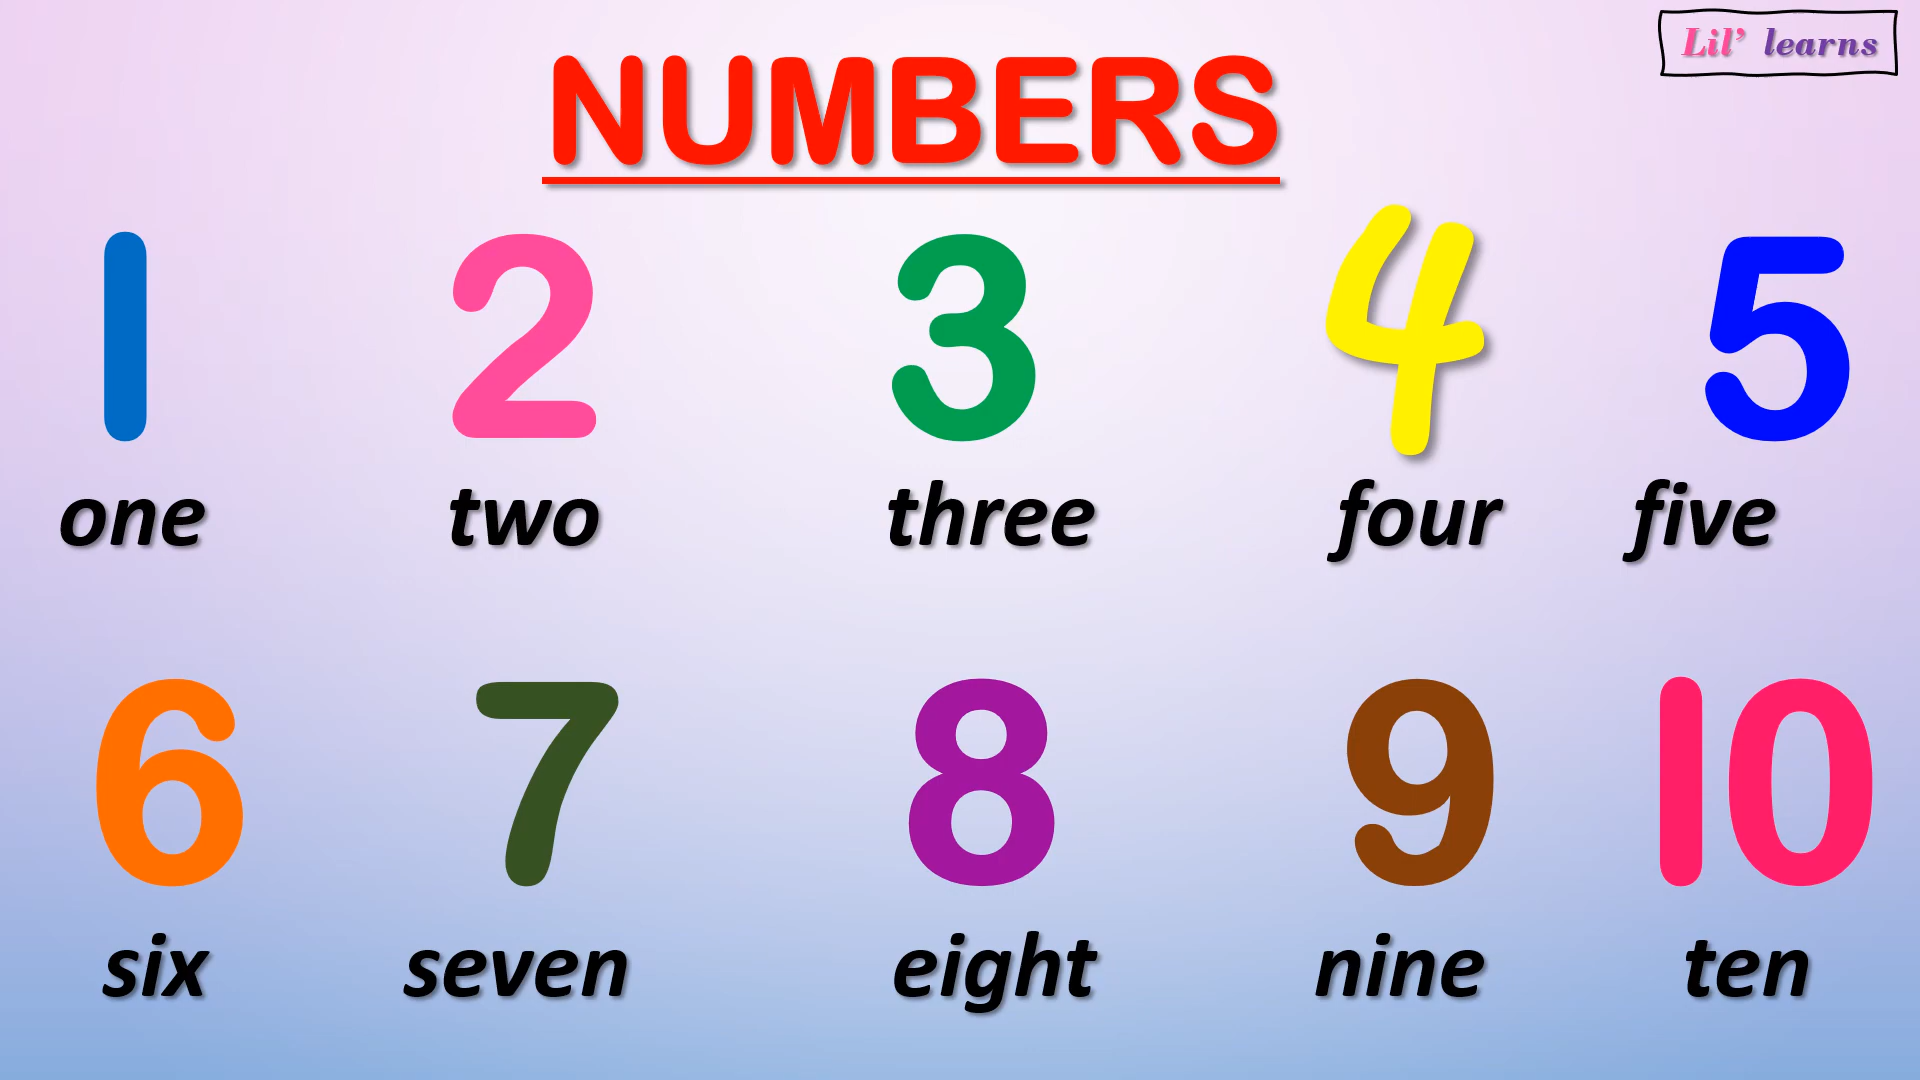 Lil’ learns
NUMBERS
1 2 3 4 5
one two three four five
6 7 8 9 10
six seven eight nine ten